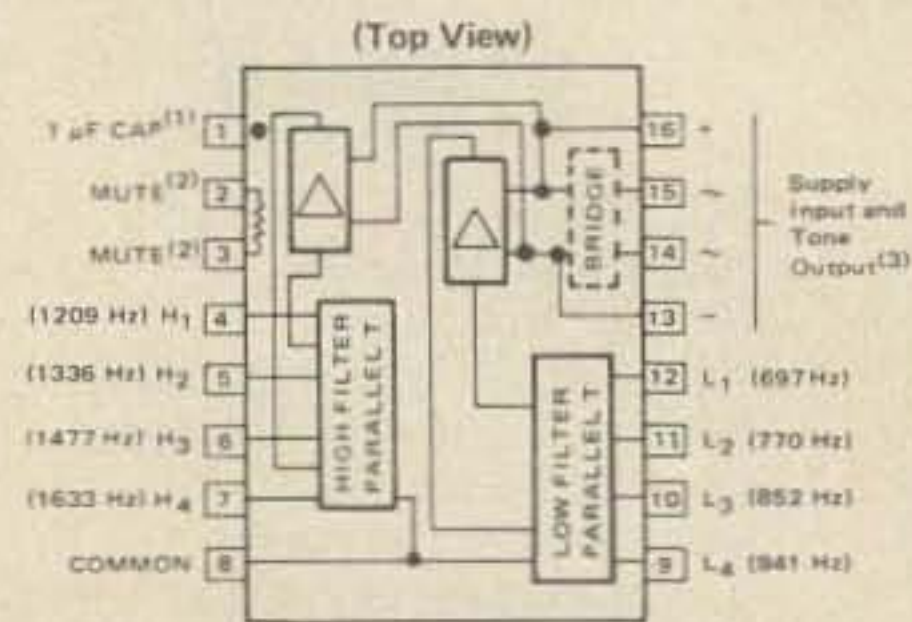 (Top View)
1 µF CAP(1) 1
MUTE(2) 2
MUTE(2) 3
(1209 Hz) H1 4
(1336 Hz) H2 5
(1477 Hz) H3 6
(1633 Hz) H4 7
COMMON 8
HIGH FILTER
PARALLEL T
LOW FILTER
PARALLEL T
BRIDGE
16 +
15 ~
14 ~
13 -
Supply
Input and
Tone
Output(3)
12 L1 (697 Hz)
11 L2 (770 Hz)
10 L3 (852 Hz)
9 L4 (941 Hz)